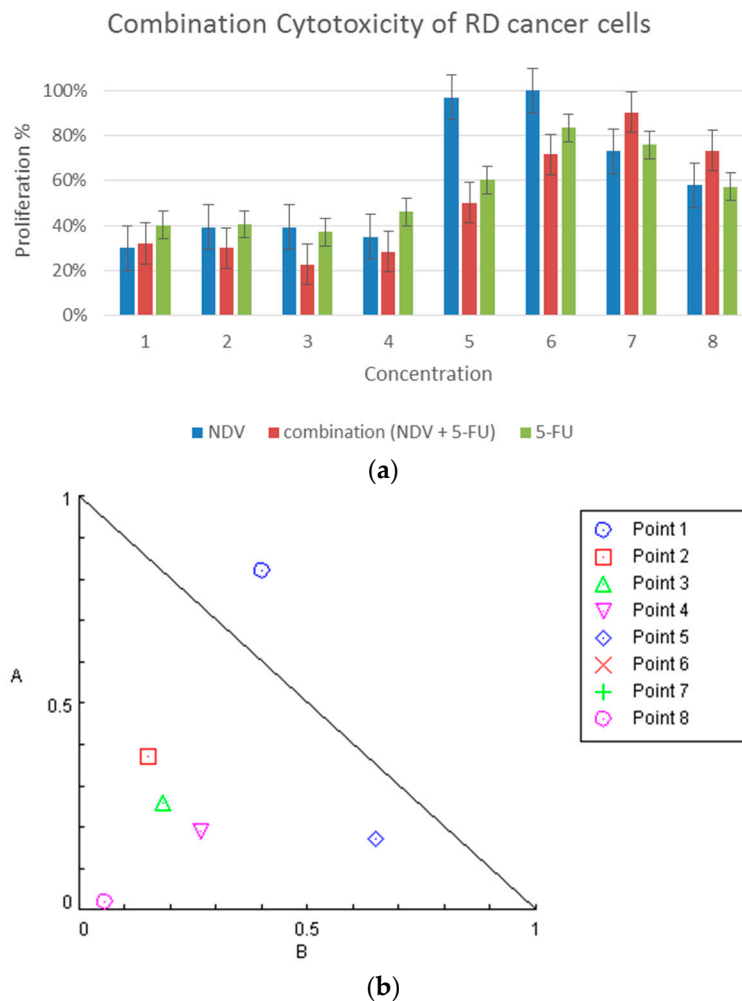 Combination Cytotoxicity of RD cancer cells
Proliferation %
100%
80%
60%
40%
20%
0%
1 2 3 4 5 6 7 8
Concentration
NDV combination (NDV + 5-FU) 5-FU
(a)
1
A
0.5
0
0 0.5 1
B
Point 1
Point 2
Point 3
Point 4
Point 5
Point 6
Point 7
Point 8
(b)